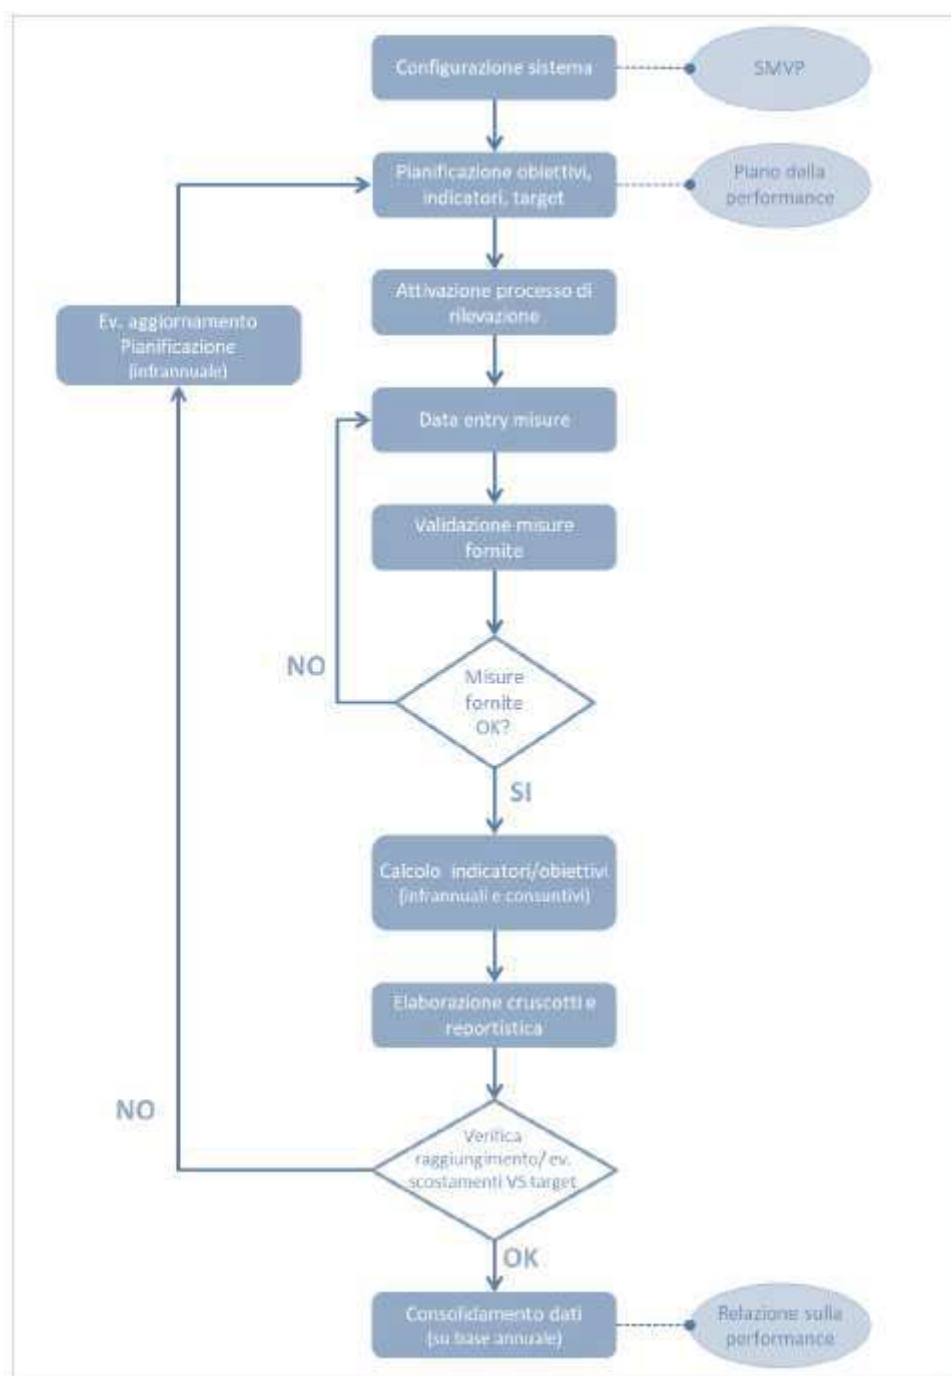 Configurazione sistema
SMVP
Pianificazione obiettivi,
indicatori, target
Piano della
performance
Attivazione processo di
rilevazione
Ev. aggiornamento
Pianificazione
(infrannuale)
Data entry misure
Validazione misure
fornite
NO
Misure
fornite
OK?
SI
Calcolo indicatori/obiettivi
(infrannuali e consuntivi)
Elaborazione cruscotti e
reportistica
NO
Verifica
raggiungimento/ev.
scostamenti VS target
OK
Consolidamento dati
(su base annuale)
Relazione sulla
performance